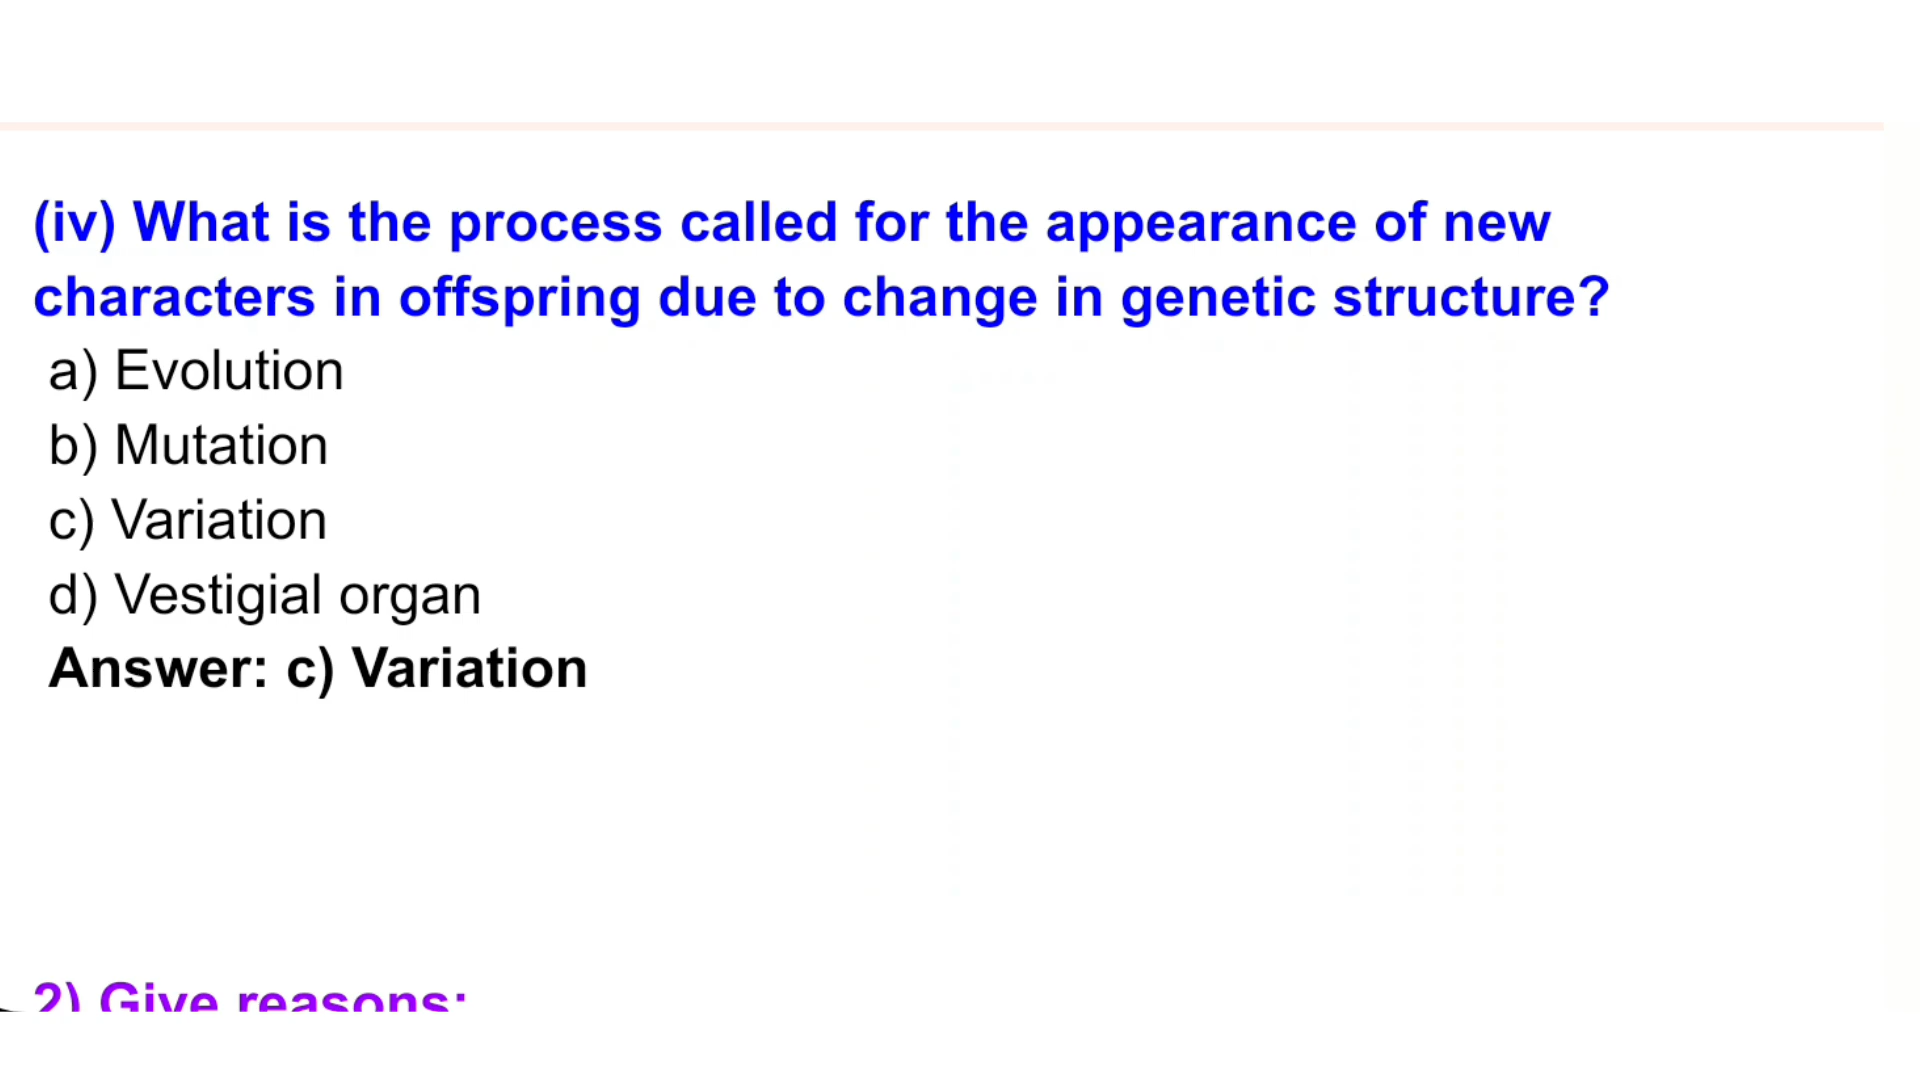 (iv) What is the process called for the appearance of new
characters in offspring due to change in genetic structure?
a) Evolution
b) Mutation
c) Variation
d) Vestigial organ
Answer: c) Variation
2) Give reasons: